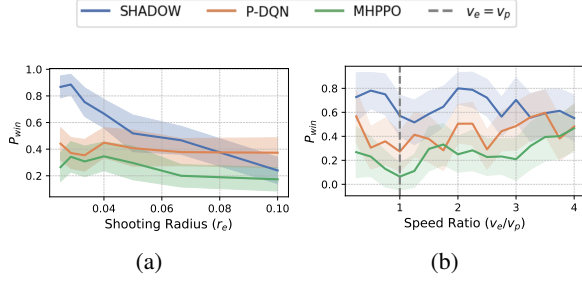 SHADOW P-DQN MHPPO v_e = v_p
1.0
0.8
0.6
0.4
0.2
P_win
0.04 0.06 0.08 0.10
Shooting Radius (r_e)
(a)
0.8
0.6
0.4
0.2
0.0
P_win
1 2 3 4
Speed Ratio (v_e/v_p)
(b)